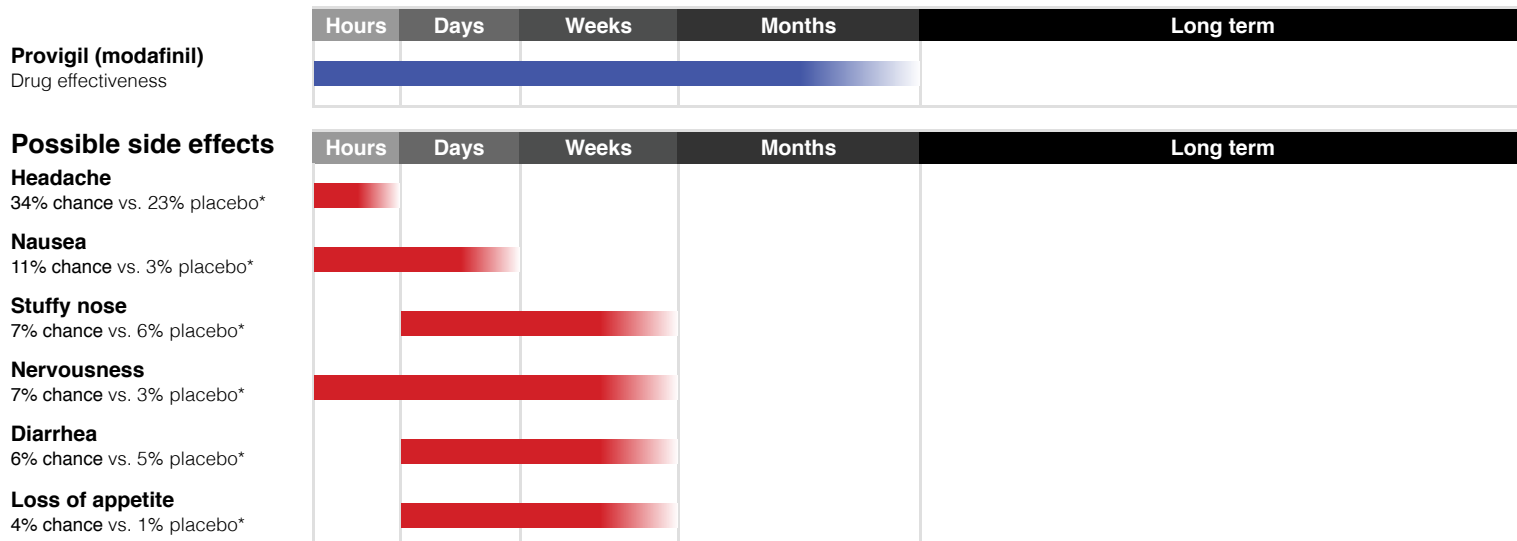 Hours Days Weeks Months Long term
Provigil (modafinil)
Drug effectiveness
Possible side effects Hours Days Weeks Months Long term
Headache
34% chance vs. 23% placebo*
Nausea
11% chance vs. 3% placebo*
Stuffy nose
7% chance vs. 6% placebo*
Nervousness
7% chance vs. 3% placebo*
Diarrhea
6% chance vs. 5% placebo*
Loss of appetite
4% chance vs. 1% placebo*